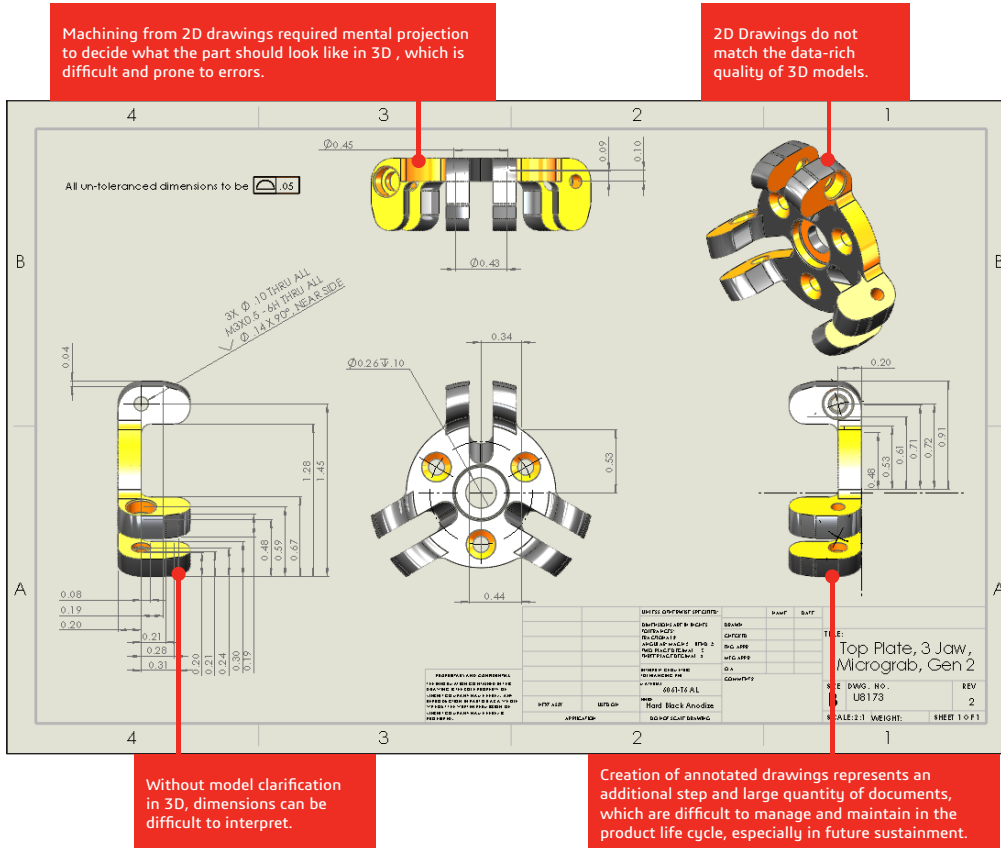 Machining from 2D drawings required mental projection
to decide what the part should look like in 3D , which is
difficult and prone to errors.
2D Drawings do not
match the data-rich
quality of 3D models.
4
3
2
1
All un-toleranced dimensions to be .05
Ø0.45
0.09
0.10
B
B
Ø0.43
3X Ø .10 THRU ALL
M3X0.5 - 6H THRU ALL
Ø .14 X 90°, NEAR SIDE
0.04
0.34
Ø0.26 ↧ .10
0.20
1.28
1.45
0.53
0.48
0.53
0.61
0.71
0.72
0.91
0.48
0.59
0.67
A
A
0.08
0.19
0.20
0.21
0.28
0.31
0.20
0.21
0.24
0.30
0.19
0.44
UNLESS OTHERWISE SPECIFIED:
NAME
DATE
DIMENSIONS ARE IN INCHES
DRAWN
CHECKED
ENG APPR
MFG APPR
Q.A.
COMMENTS:
TITLE:
Top Plate, 3 Jaw,
Micrograb, Gen 2
PROPRIETARY AND CONFIDENTIAL
6061-T6 AL
Hard Black Anodize
NEXT ASSY
USED ON
APPLICATION
DO NOT SCALE DRAWING
DWG. NO.
REV
B
U8173
2
SCALE: 2:1
WEIGHT:
SHEET 1 OF 1
4
3
2
1
Without model clarification
in 3D, dimensions can be
difficult to interpret.
Creation of annotated drawings represents an
additional step and large quantity of documents,
which are difficult to manage and maintain in the
product life cycle, especially in future sustainment.